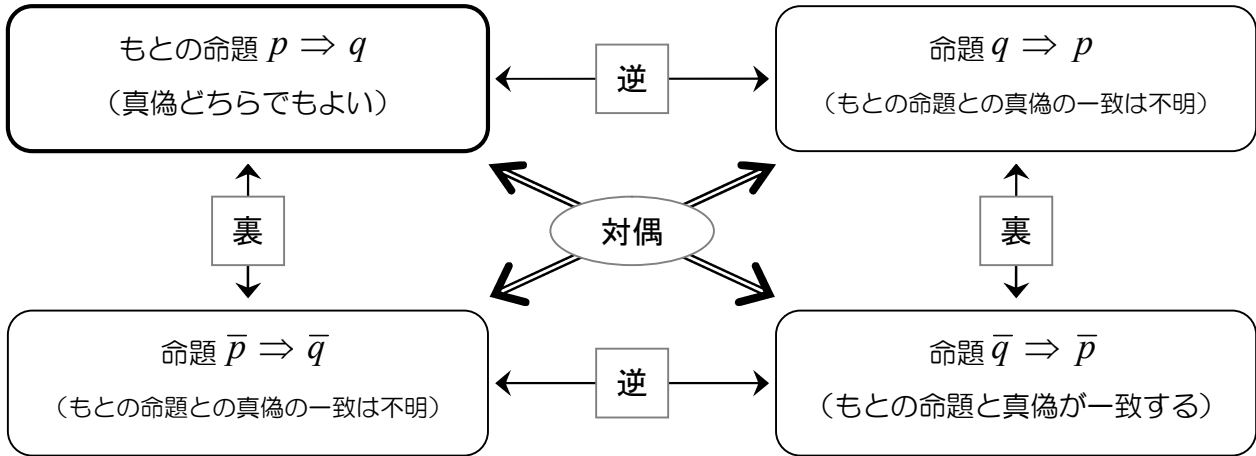 もとの命題 p ⇒ q
（真偽どちらでもよい）
逆
命題 q ⇒ p
（もとの命題との真偽の一致は不明）
裏
対偶
裏
命題 p̅ ⇒ q̅
（もとの命題との真偽の一致は不明）
逆
命題 q̅ ⇒ p̅
（もとの命題と真偽が一致する）